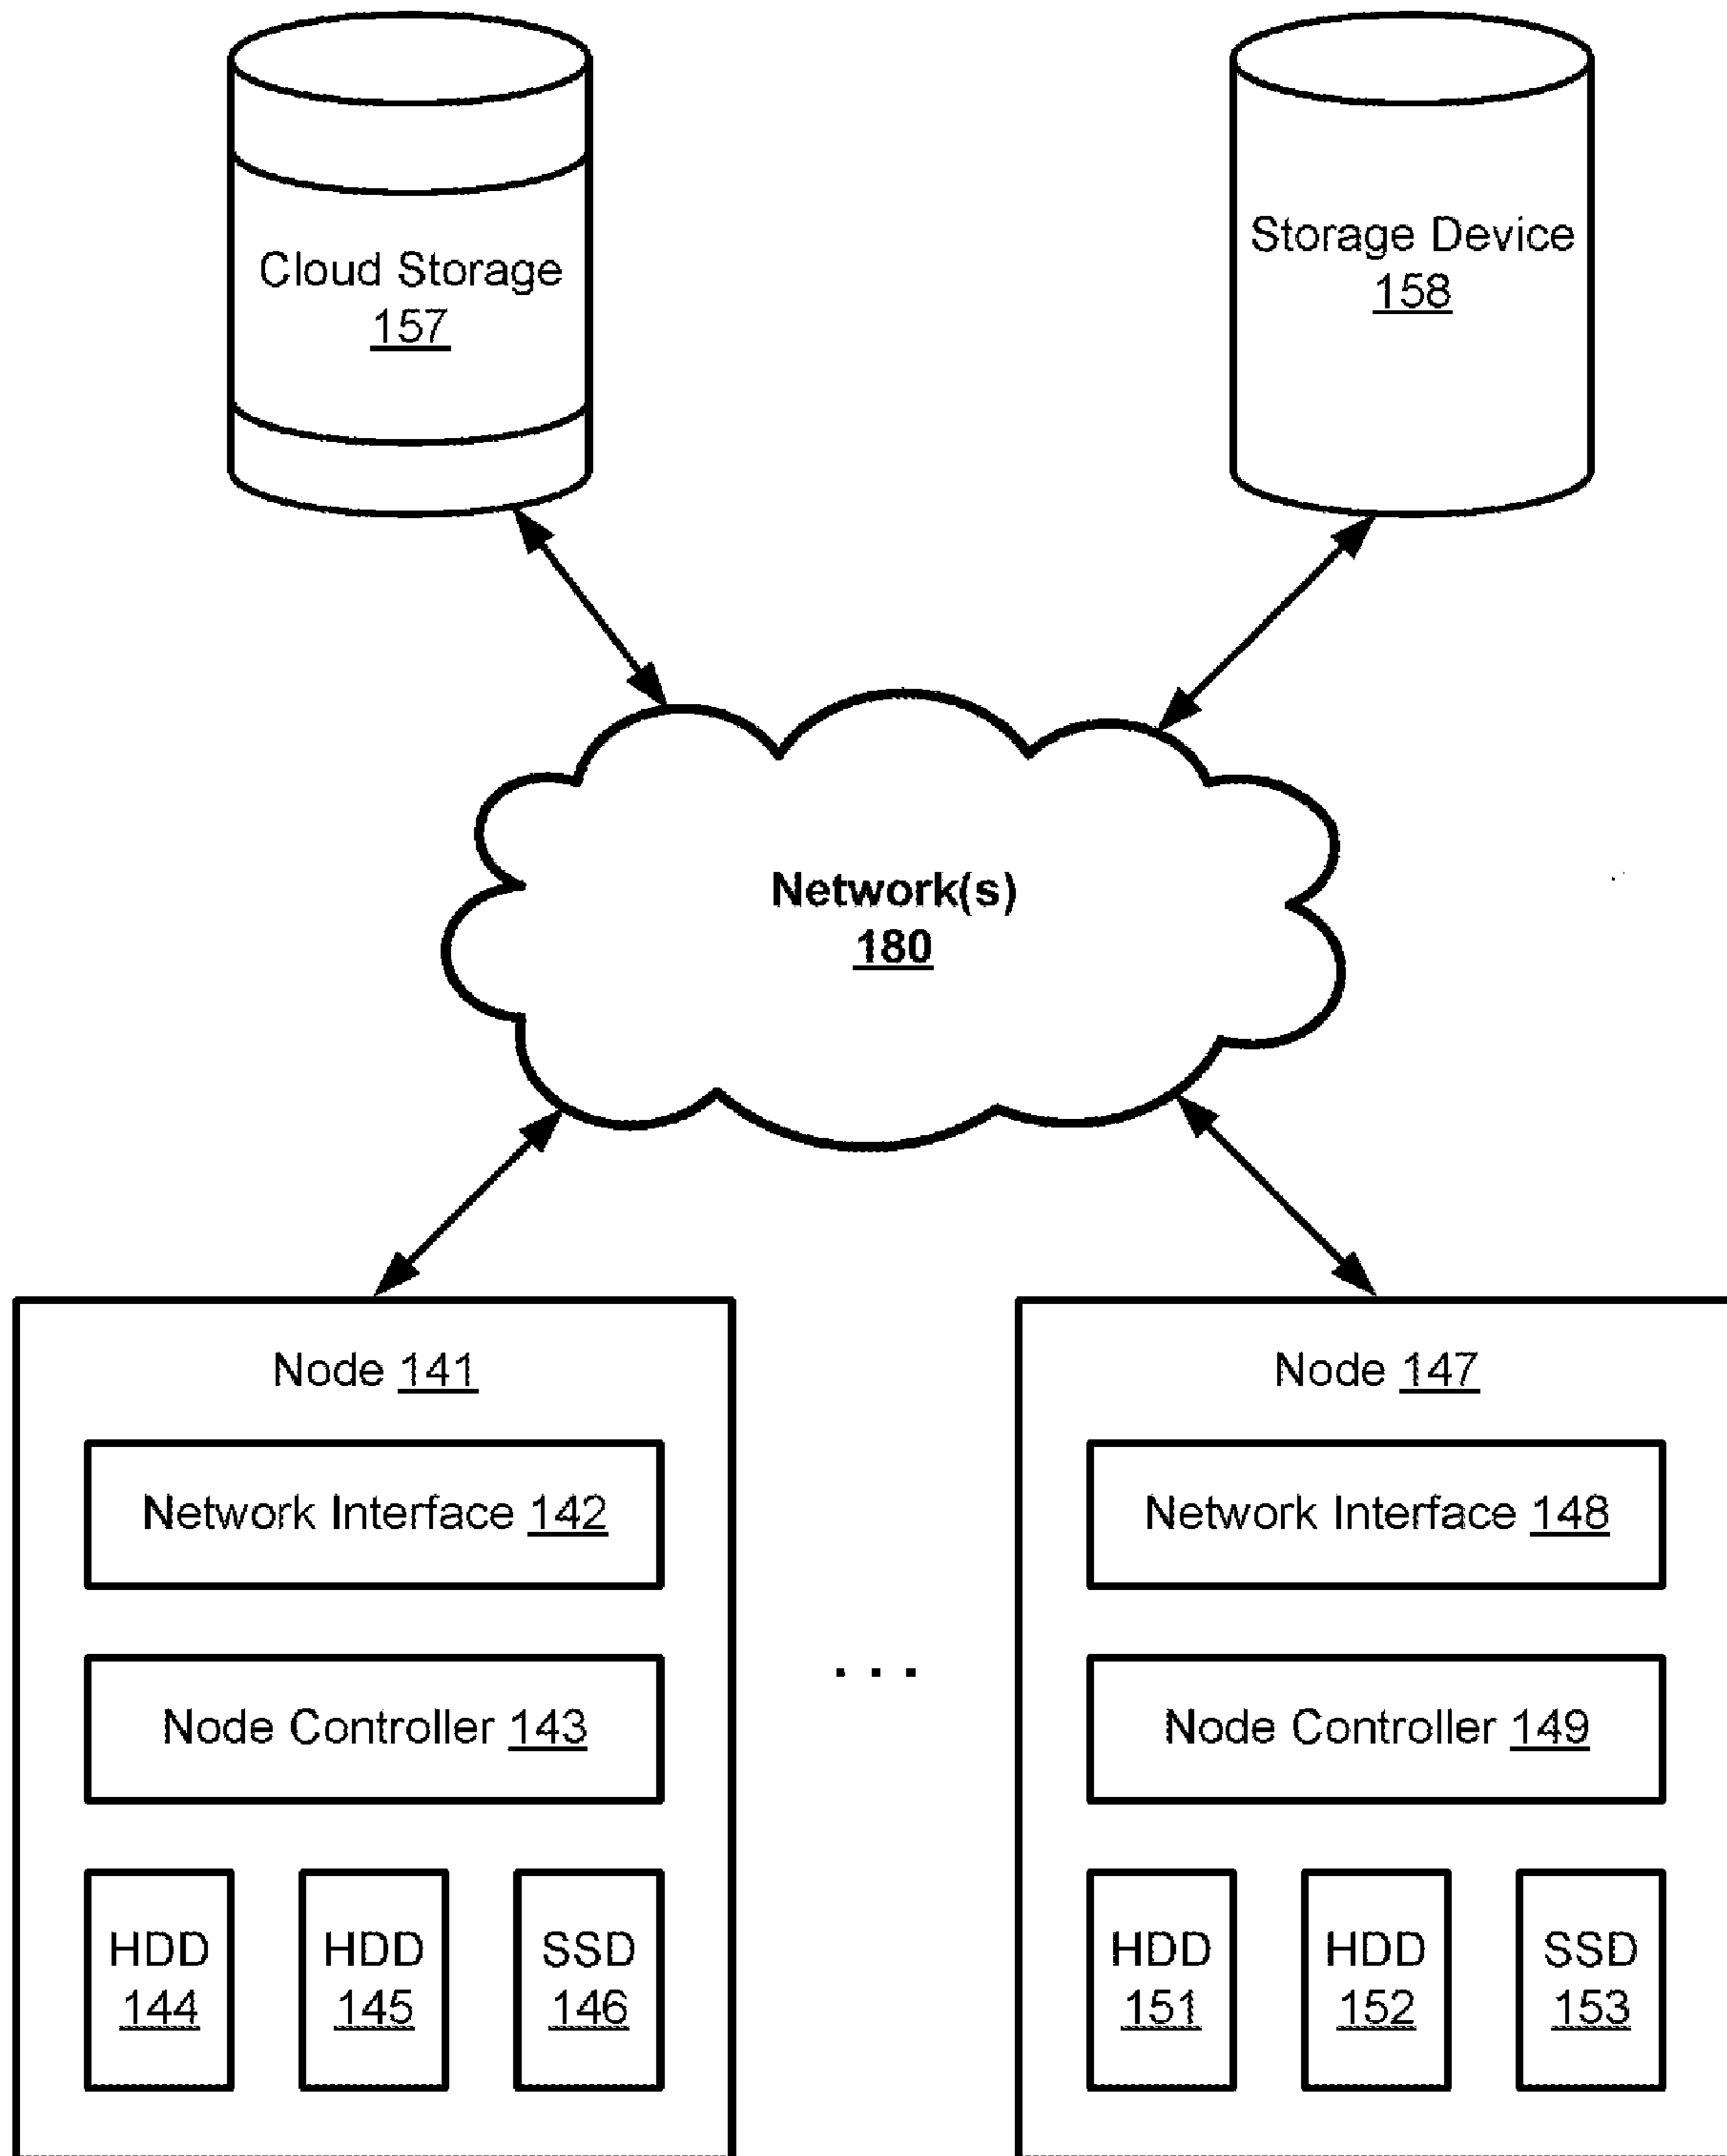 Cloud Storage
157
Storage Device
158
Network(s)
180
Node 141
Network Interface 142
Node Controller 143
HDD
144
HDD
145
SSD
146
. . .
Node 147
Network Interface 148
Node Controller 149
HDD
151
HDD
152
SSD
153